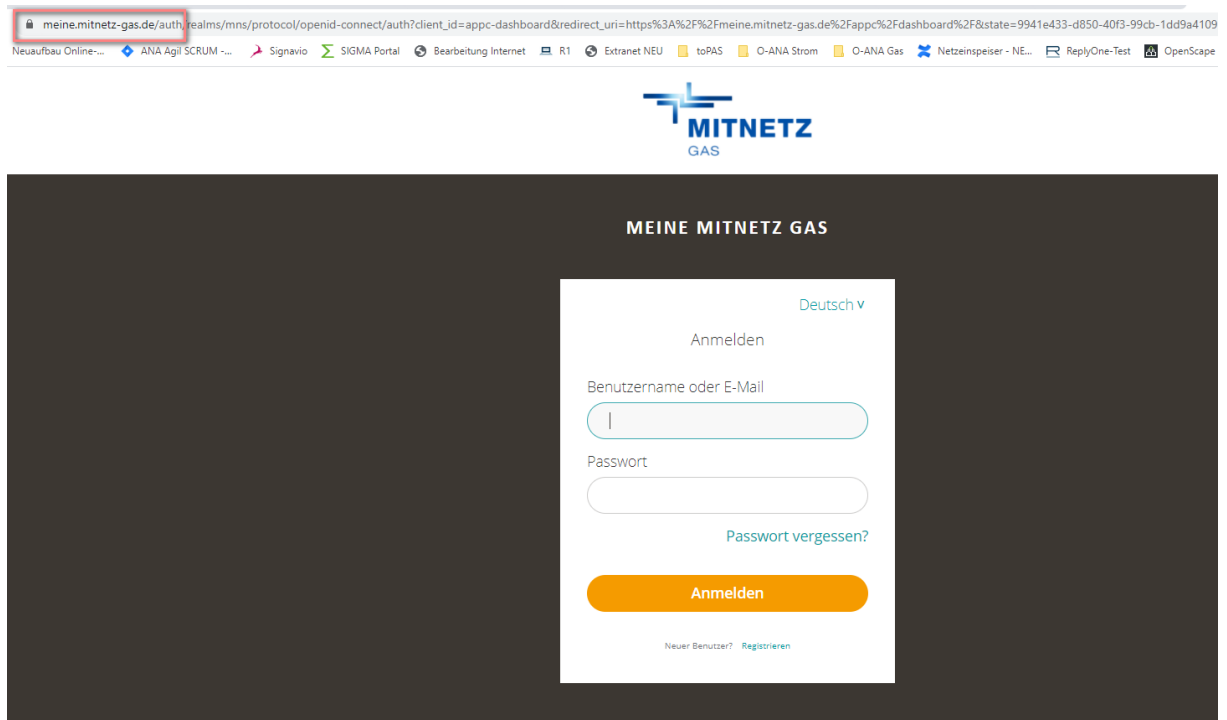 meine.mitnetz-gas.de/auth/realms/mns/protocol/openid-connect/auth?client_id=appc-dashboard&redirect_uri=https%3A%2F%2Fmeine.mitnetz-gas.de%2Fappc%2Fdashboard%2F&state=9941e433-d850-40f3-99cb-1dd9a4109
Neuaufbau Online-... ANA Agil SCRUM -... Signavio SIGMA Portal Bearbeitung Internet R1 Extranet NEU toPAS O-ANA Strom O-ANA Gas Netzeinspeiser - NE... ReplyOne-Test OpenScape
MITNETZ
GAS
MEINE MITNETZ GAS
Deutsch
Anmelden
Benutzername oder E-Mail
Passwort
Passwort vergessen?
Anmelden
Neuer Benutzer? Registrieren